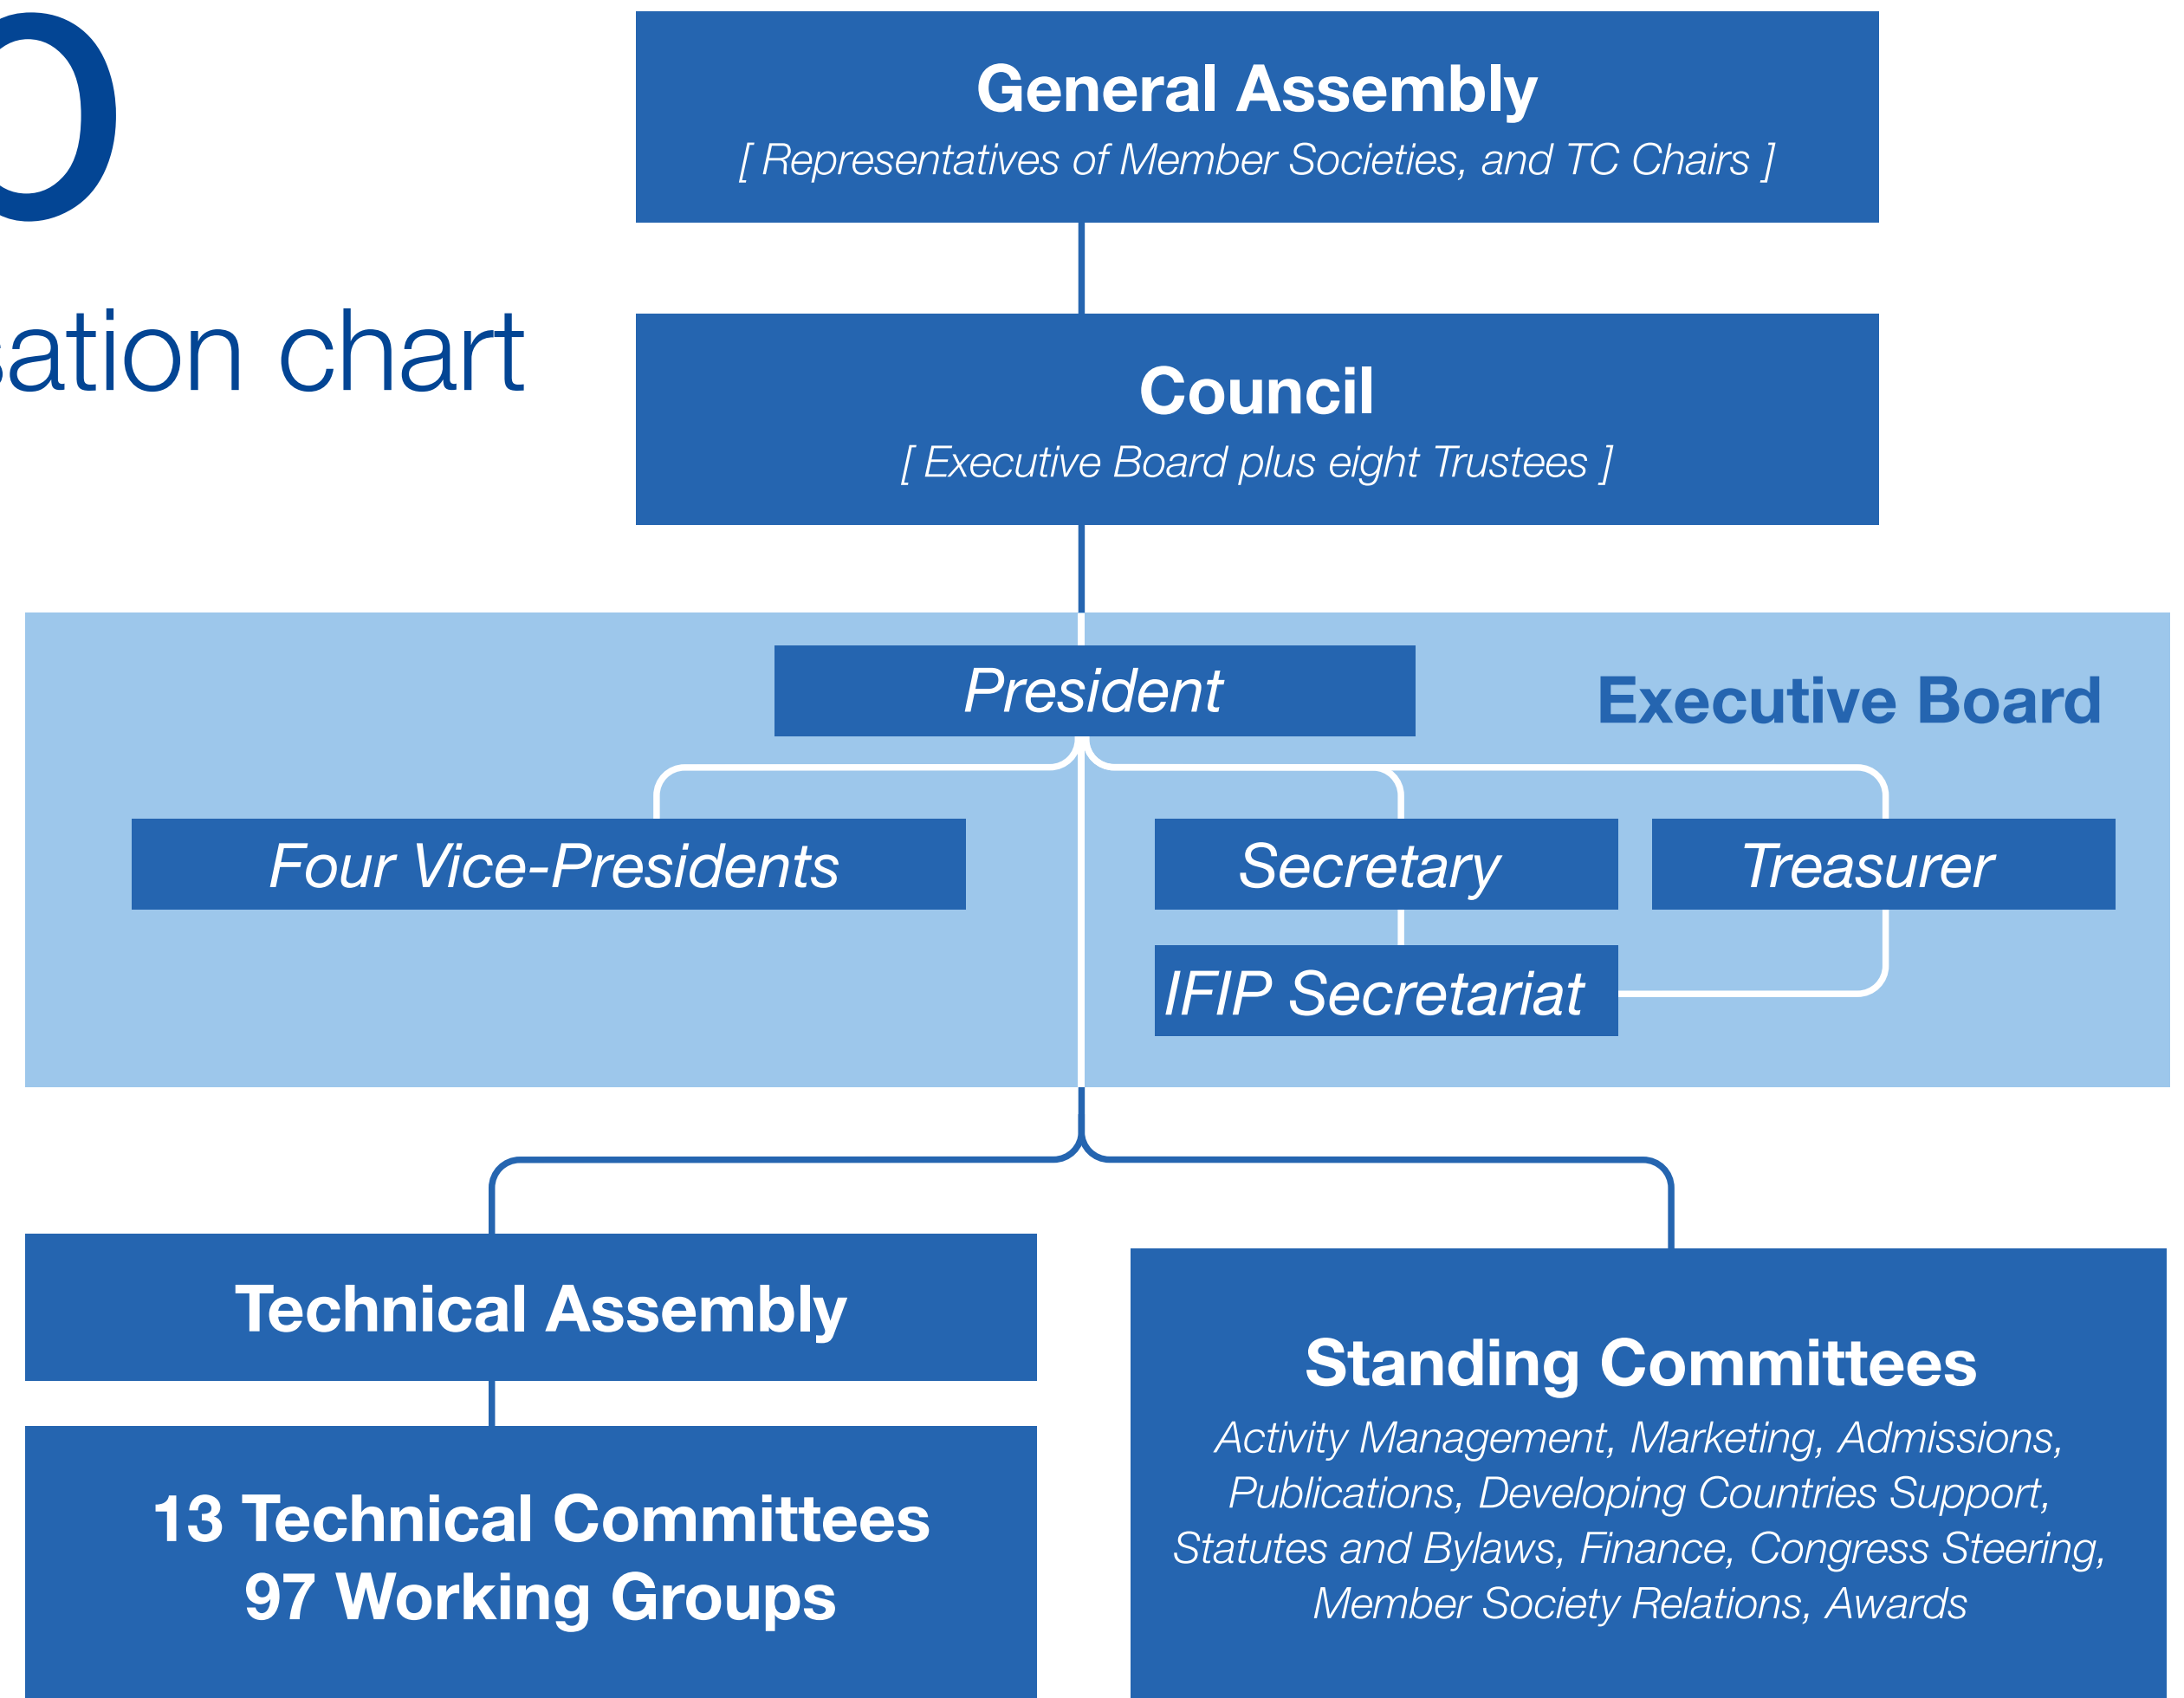 General Assembly
[ Representatives of Member Societies, and TC Chairs ]
sation chart
Council
[ Executive Board plus eight Trustees ]
President
Executive Board
Four Vice-Presidents
Secretary
Treasurer
IFIP Secretariat
Technical Assembly
13 Technical Committees
97 Working Groups
Standing Committees
Activity Management, Marketing, Admissions,
Publications, Developing Countries Support,
Statutes and Bylaws, Finance, Congress Steering,
Member Society Relations, Awards